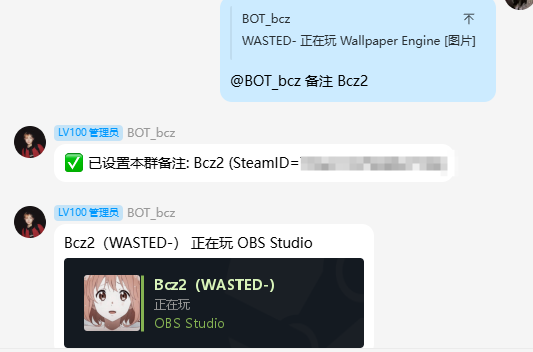 BOT_bcz
WASTED- 正在玩 Wallpaper Engine [图片]
@BOT_bcz 备注 Bcz2
LV100 管理员 BOT_bcz
✅ 已设置本群备注: Bcz2 (SteamID=
LV100 管理员 BOT_bcz
Bcz2（WASTED-） 正在玩 OBS Studio
Bcz2（WASTED-）
正在玩
OBS Studio